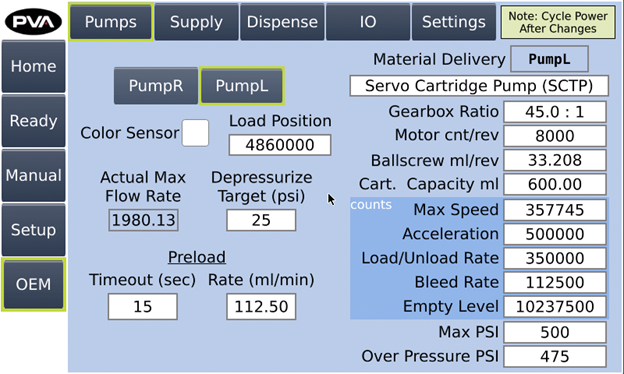 PVA
Pumps
Supply
Dispense
IO
Settings
Note: Cycle Power
After Changes
Home
Ready
Manual
Setup
OEM
PumpR
PumpL
Color Sensor
Load Position
4860000
Actual Max
Flow Rate
1980.13
Depressurize
Target (psi)
25
Preload
Timeout (sec)
Rate (ml/min)
15
112.50
Material Delivery
PumpL
Servo Cartridge Pump (SCTP)
Gearbox Ratio
45.0 : 1
Motor cnt/rev
8000
Ballscrew ml/rev
33.208
Cart. Capacity ml
600.00
counts
Max Speed
357745
Acceleration
500000
Load/Unload Rate
350000
Bleed Rate
112500
Empty Level
10237500
Max PSI
500
Over Pressure PSI
475